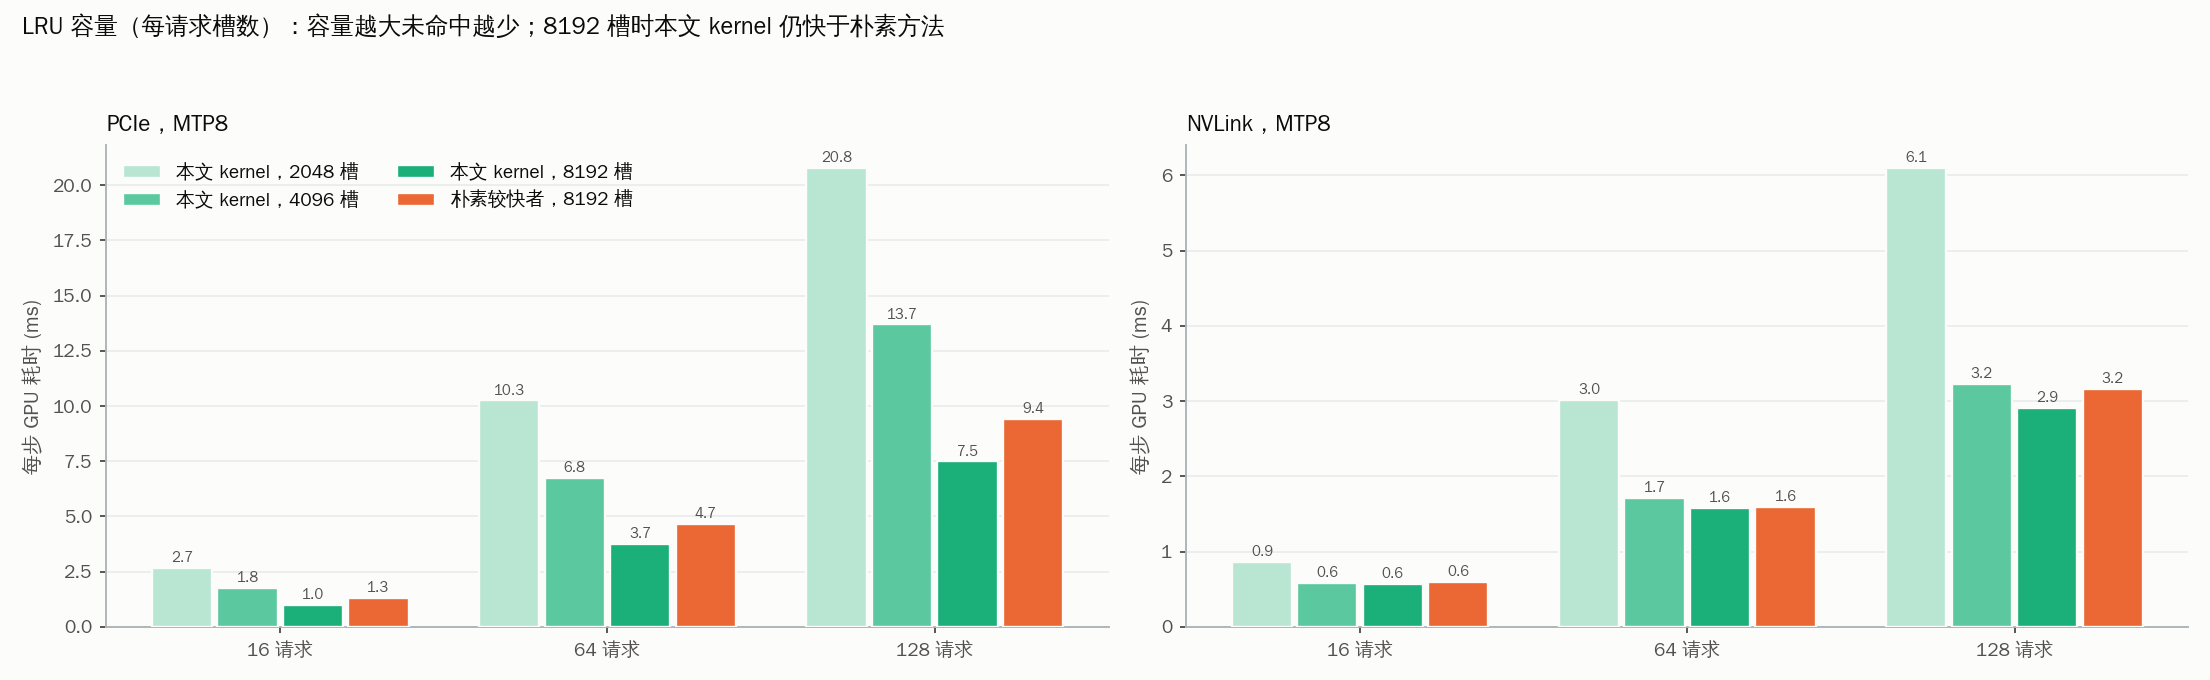 LRU 容量（每请求槽数）：容量越大未命中越少；8192 槽时本文 kernel 仍快于朴素方法
PCIe，MTP8
本文 kernel，2048 槽
本文 kernel，4096 槽
本文 kernel，8192 槽
朴素较快者，8192 槽
每步 GPU 耗时 (ms)
20.0
17.5
15.0
12.5
10.0
7.5
5.0
2.5
0.0
2.7
1.8
1.0
1.3
10.3
6.8
3.7
4.7
20.8
13.7
7.5
9.4
16 请求
64 请求
128 请求
NVLink，MTP8
每步 GPU 耗时 (ms)
6
5
4
3
2
1
0
0.9
0.6
0.6
0.6
3.0
1.7
1.6
1.6
6.1
3.2
2.9
3.2
16 请求
64 请求
128 请求